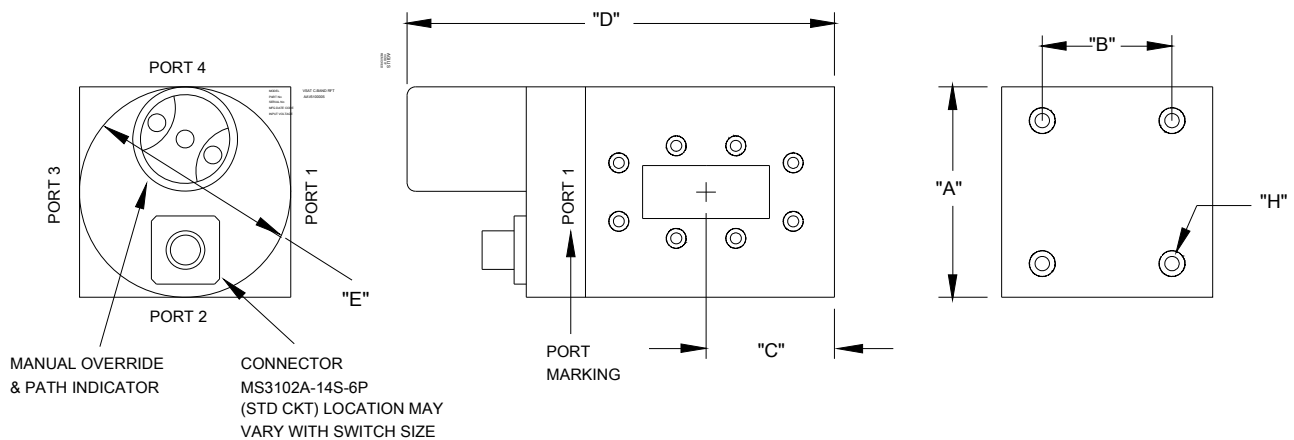 "D"
PORT 4
"B"
PORT 3
PORT 1
PORT 1
"A"
"H"
"E"
PORT 2
"C"
MANUAL OVERRIDE
& PATH INDICATOR
CONNECTOR
MS3102A-14S-6P
(STD CKT) LOCATION MAY
VARY WITH SWITCH SIZE
PORT
MARKING